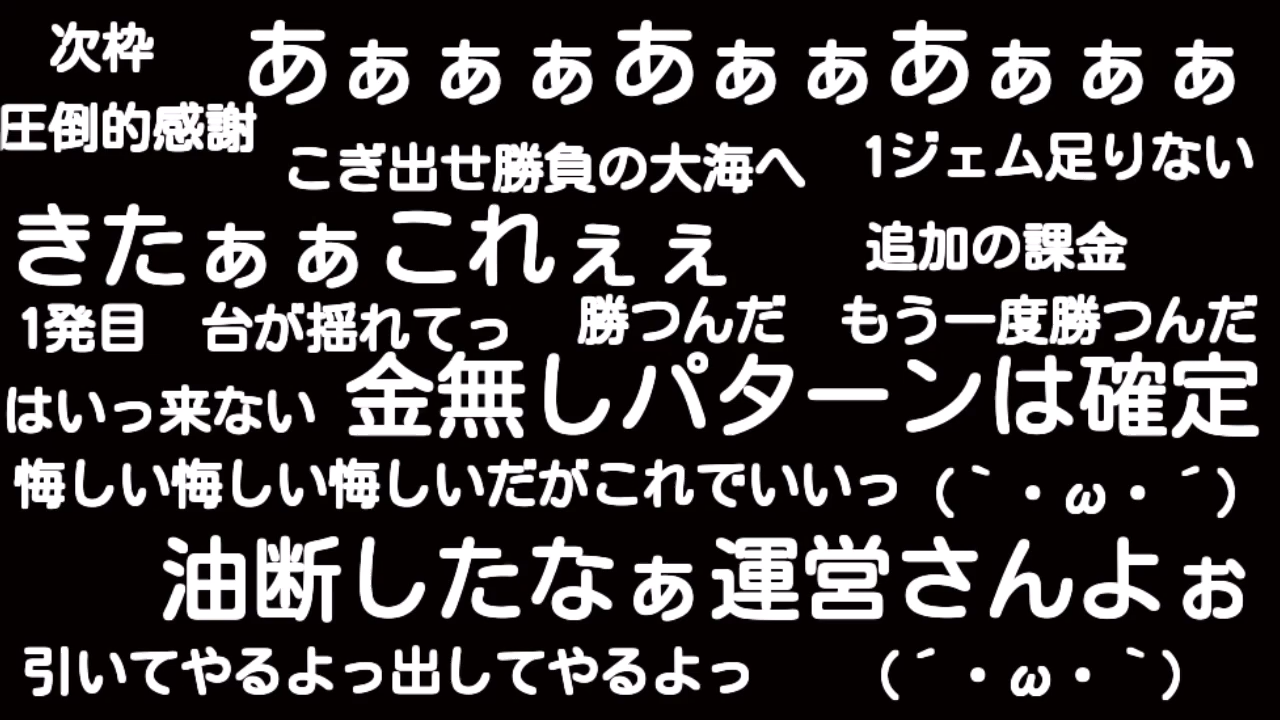 次枠
あぁぁぁあぁぁあぁぁぁ
圧倒的感謝
こぎ出せ勝負の大海へ
1ジェム足りない
きたぁぁこれぇぇ
追加の課金
1発目 台が揺れてっ
勝つんだ もう一度勝つんだ
はいっ来ない
金無しパターンは確定
悔しい悔しい悔しいだがこれでいいっ
(｀・ω・´)
油断したなぁ運営さんよぉ
引いてやるよっ出してやるよっ
(´・ω・｀)